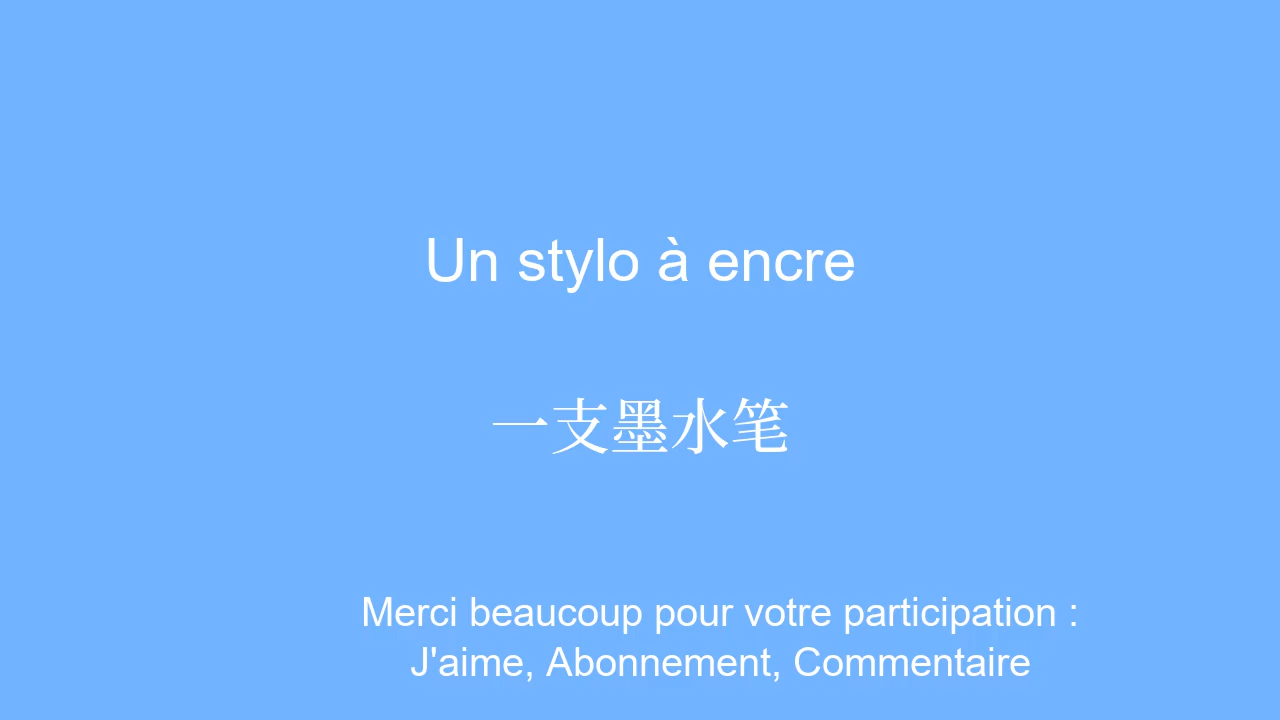 Un stylo à encre
一支墨水笔
Merci beaucoup pour votre participation :
J'aime, Abonnement, Commentaire